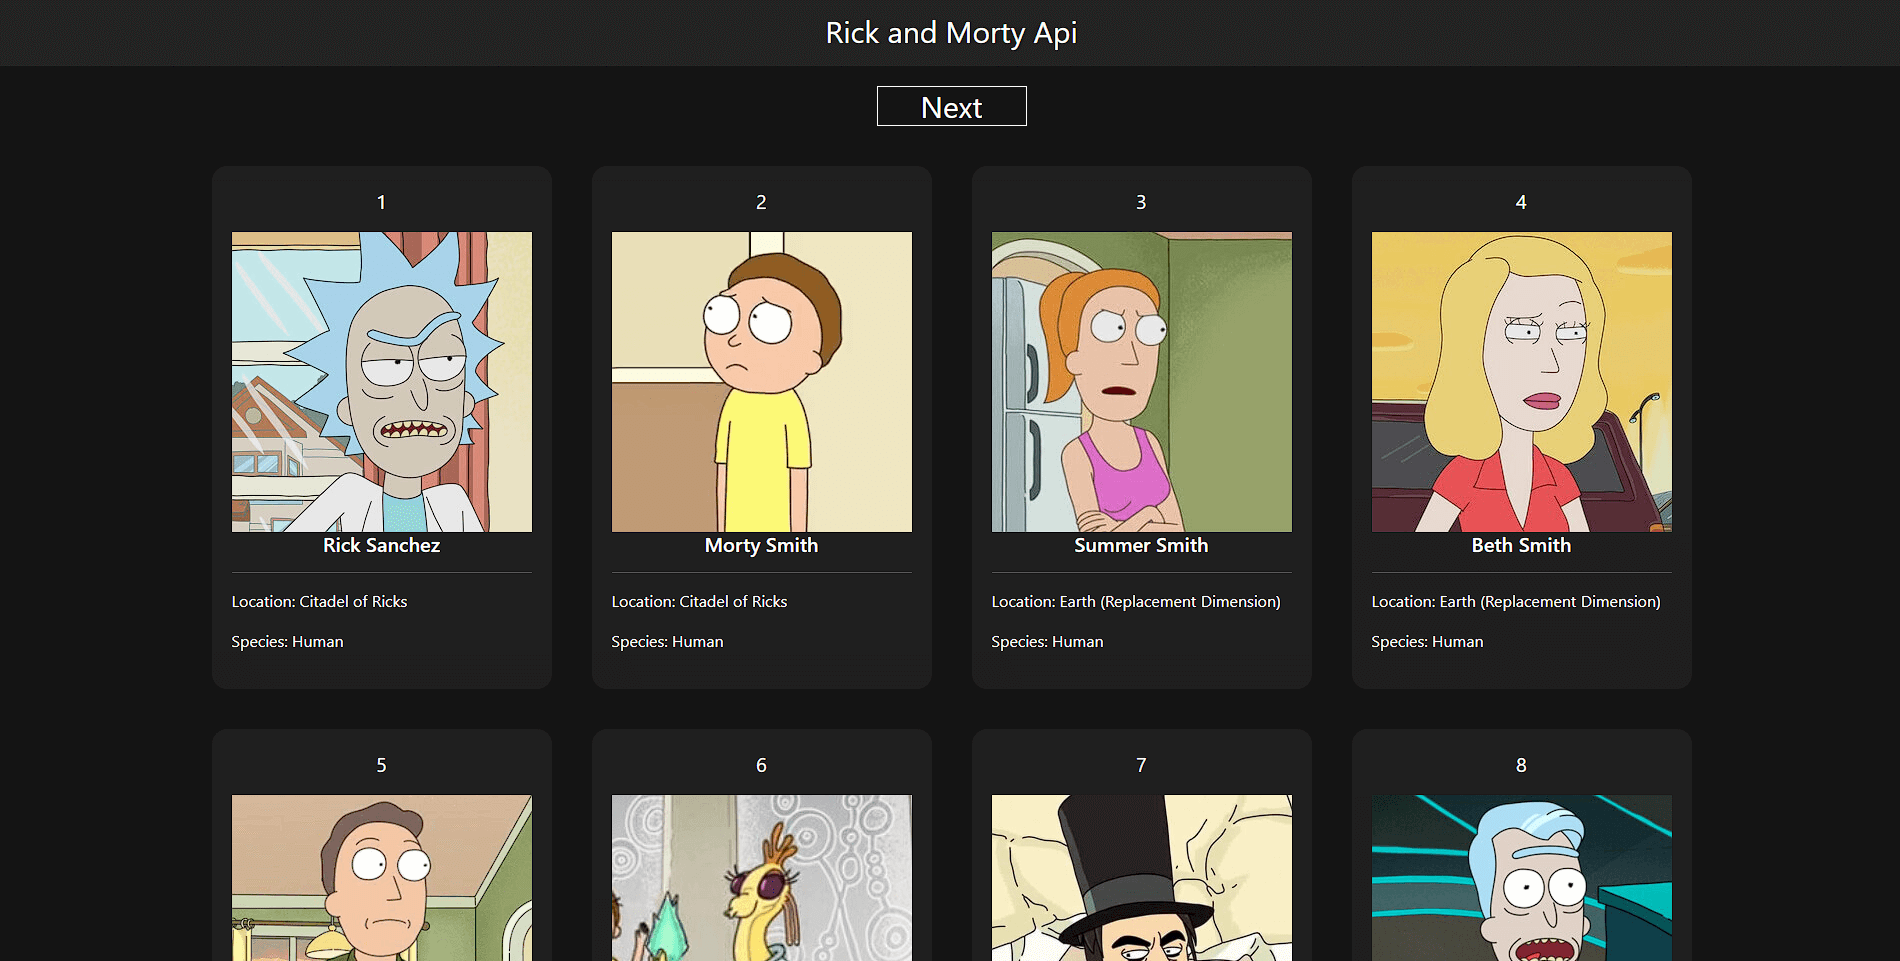 Rick and Morty Api
Next
1
2
3
4
Rick Sanchez
Morty Smith
Summer Smith
Beth Smith
Location: Citadel of Ricks
Location: Citadel of Ricks
Location: Earth (Replacement Dimension)
Location: Earth (Replacement Dimension)
Species: Human
Species: Human
Species: Human
Species: Human
5
6
7
8